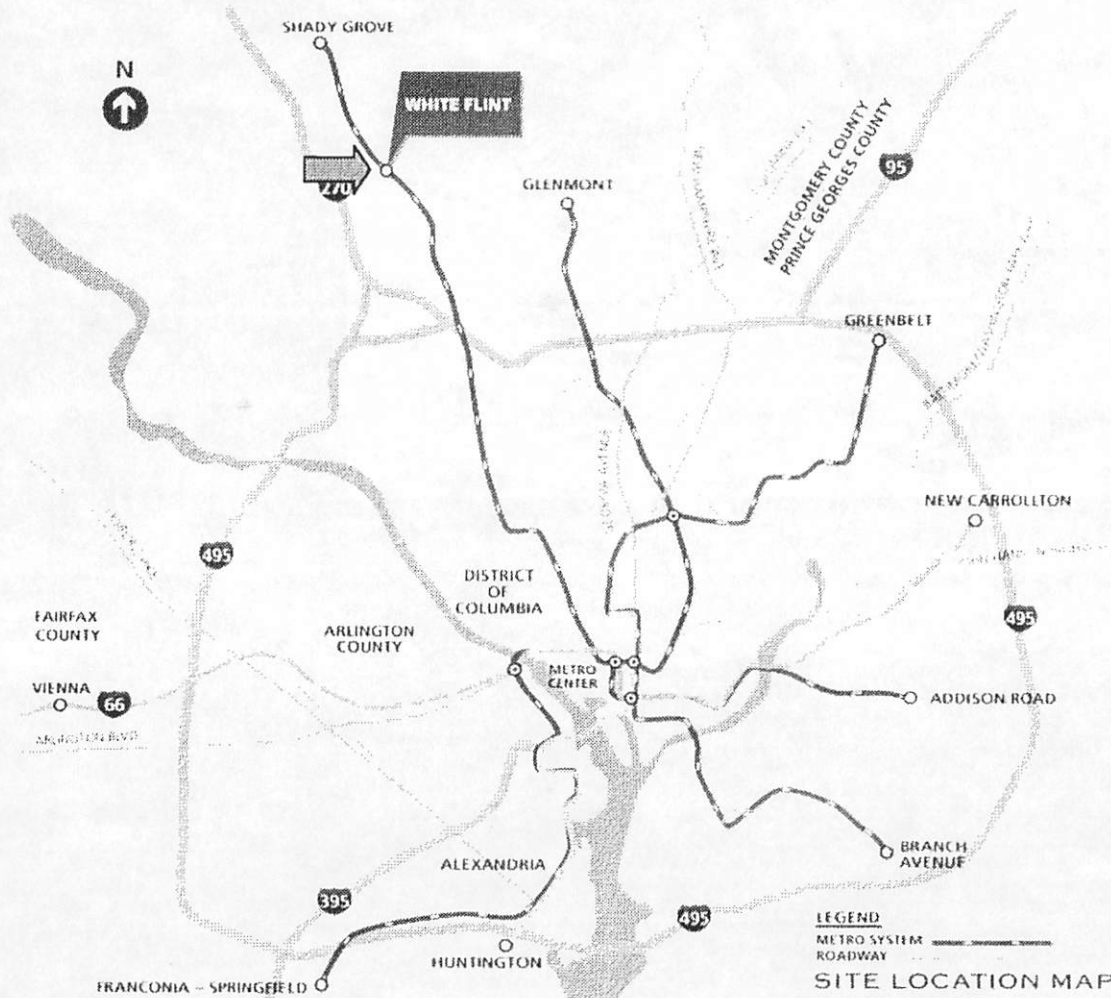 SHADY GROVE
N
WHITE FLINT
270
GLENMONT
MONTGOMERY COUNTY
PRINCE GEORGES COUNTY
95
GREENBELT
NEW CARROLLTON
495
DISTRICT
OF
COLUMBIA
FAIRFAX
COUNTY
ARLINGTON
COUNTY
495
METRO
CENTER
VIENNA
66
ADDISON ROAD
ARLINGTON BLVD
ALEXANDRIA
BRANCH
AVENUE
395
495
HUNTINGTON
FRANCONIA – SPRINGFIELD
LEGEND
METRO SYSTEM
ROADWAY
SITE LOCATION MAP